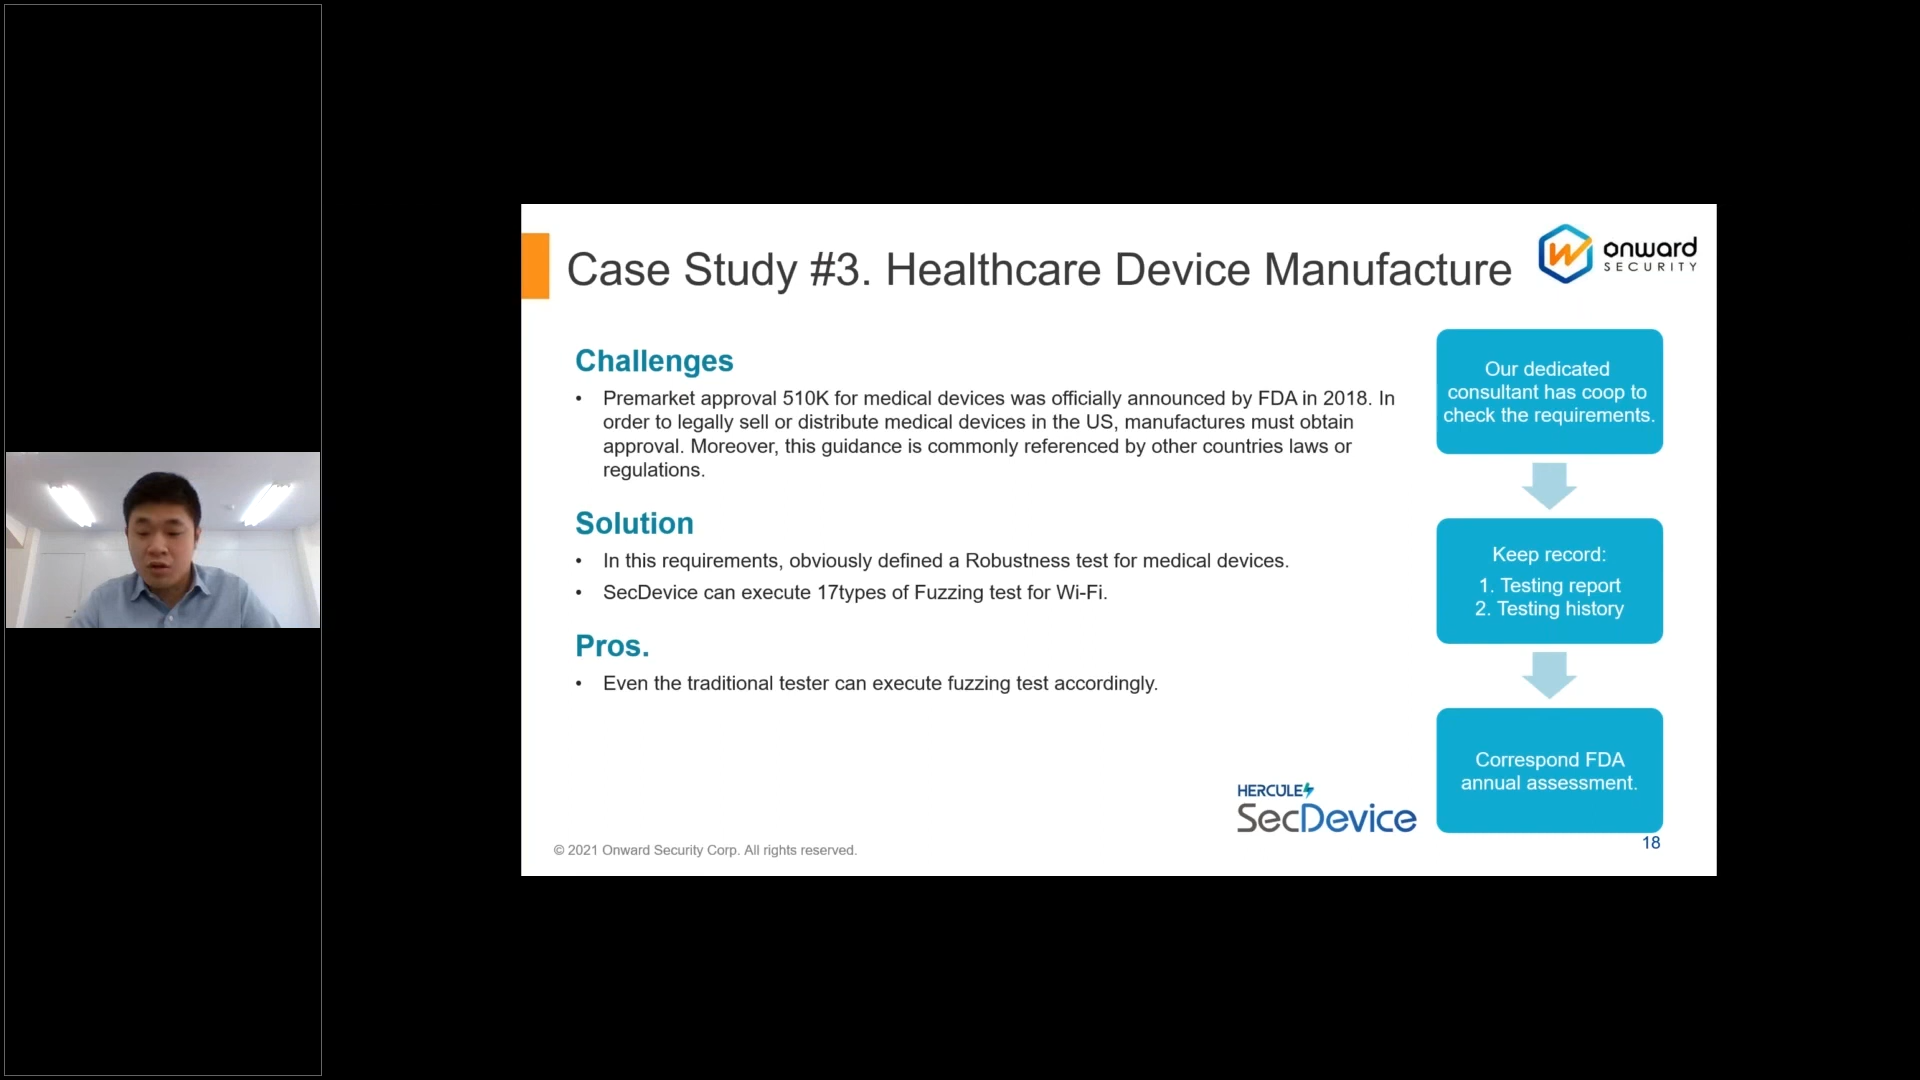 Case Study #3. Healthcare Device Manufacture
onward
SECURITY
Challenges
• Premarket approval 510K for medical devices was officially announced by FDA in 2018. In
order to legally sell or distribute medical devices in the US, manufactures must obtain
approval. Moreover, this guidance is commonly referenced by other countries laws or
regulations.
Solution
• In this requirements, obviously defined a Robustness test for medical devices.
• SecDevice can execute 17types of Fuzzing test for Wi-Fi.
Pros.
• Even the traditional tester can execute fuzzing test accordingly.
Our dedicated
consultant has coop to
check the requirements.
Keep record:
1. Testing report
2. Testing history
Correspond FDA
annual assessment.
HERCULES
SecDevice
© 2021 Onward Security Corp. All rights reserved.
18